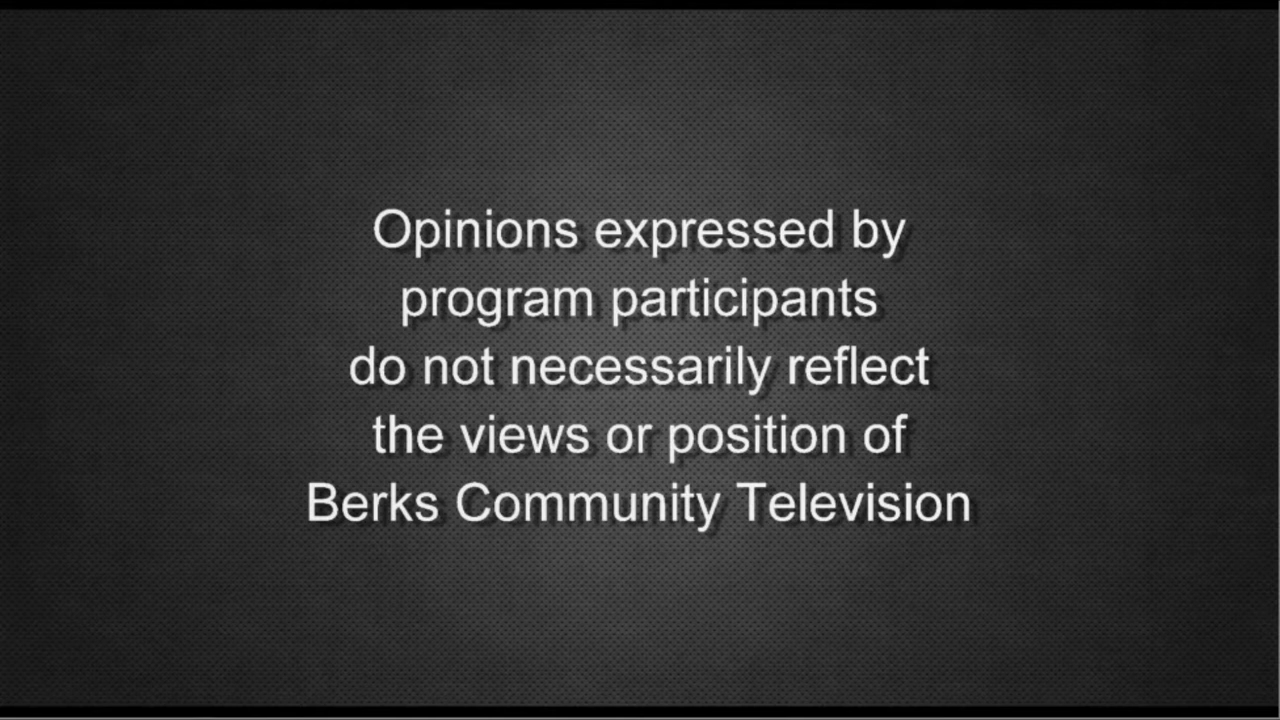 Opinions expressed by
program participants
do not necessarily reflect
the views or position of
Berks Community Television